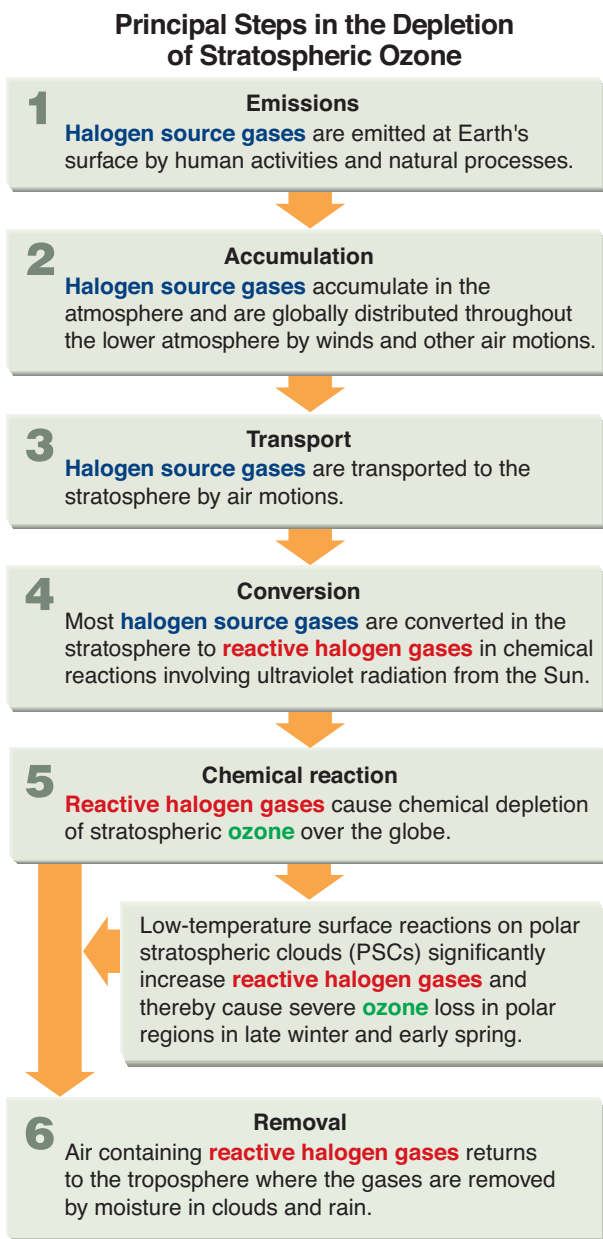 Principal Steps in the Depletion
of Stratospheric Ozone
1
Emissions
Halogen source gases are emitted at Earth's
surface by human activities and natural processes.
2
Accumulation
Halogen source gases accumulate in the
atmosphere and are globally distributed throughout
the lower atmosphere by winds and other air motions.
3
Transport
Halogen source gases are transported to the
stratosphere by air motions.
4
Conversion
Most halogen source gases are converted in the
stratosphere to reactive halogen gases in chemical
reactions involving ultraviolet radiation from the Sun.
5
Chemical reaction
Reactive halogen gases cause chemical depletion
of stratospheric ozone over the globe.
Low-temperature surface reactions on polar
stratospheric clouds (PSCs) significantly
increase reactive halogen gases and
thereby cause severe ozone loss in polar
regions in late winter and early spring.
6
Removal
Air containing reactive halogen gases returns
to the troposphere where the gases are removed
by moisture in clouds and rain.